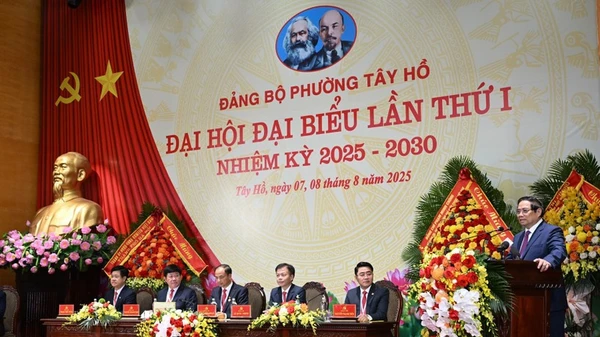 ĐẢNG BỘ PHƯỜNG TÂY HỒ
ĐẠI HỘI ĐẠI BIỂU LẦN THỨ I
NHIỆM KỲ 2025 - 2030
Tây Hồ, ngày 07, 08 tháng 8 năm 2025